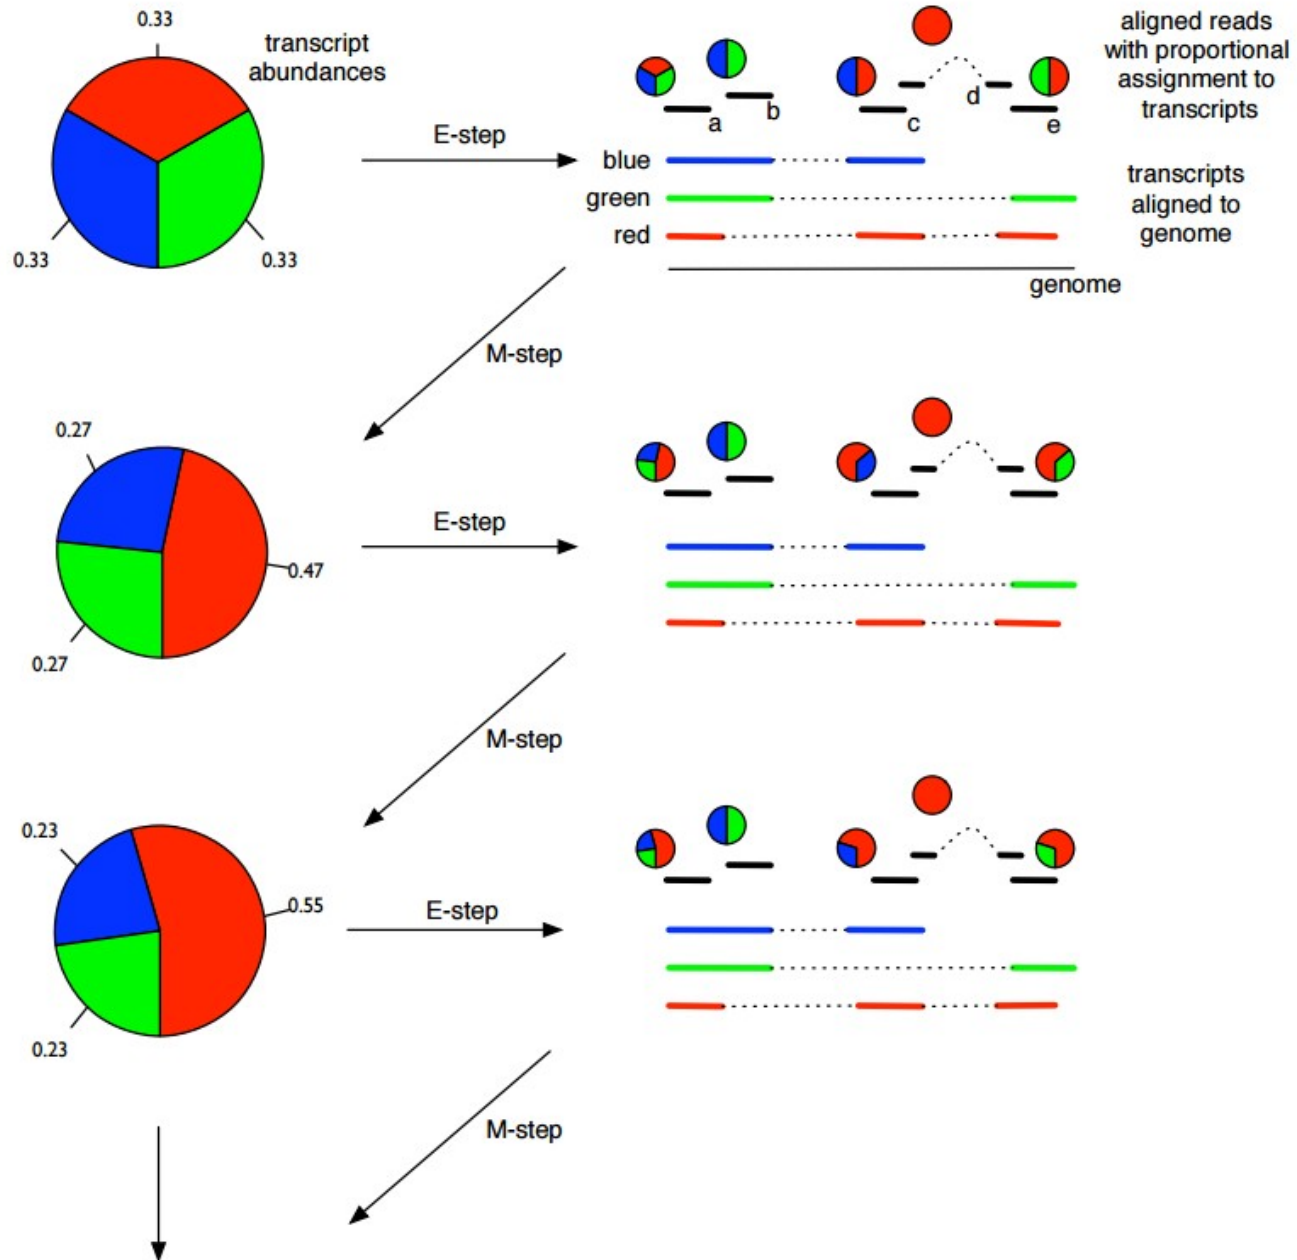 0.33
transcript
abundances
0.33
0.33
E-step
aligned reads
with proportional
assignment to
transcripts
a
b
c
d
e
blue
green
red
transcripts
aligned to
genome
genome
M-step
0.27
0.47
0.27
E-step
M-step
0.23
0.55
0.23
E-step
M-step